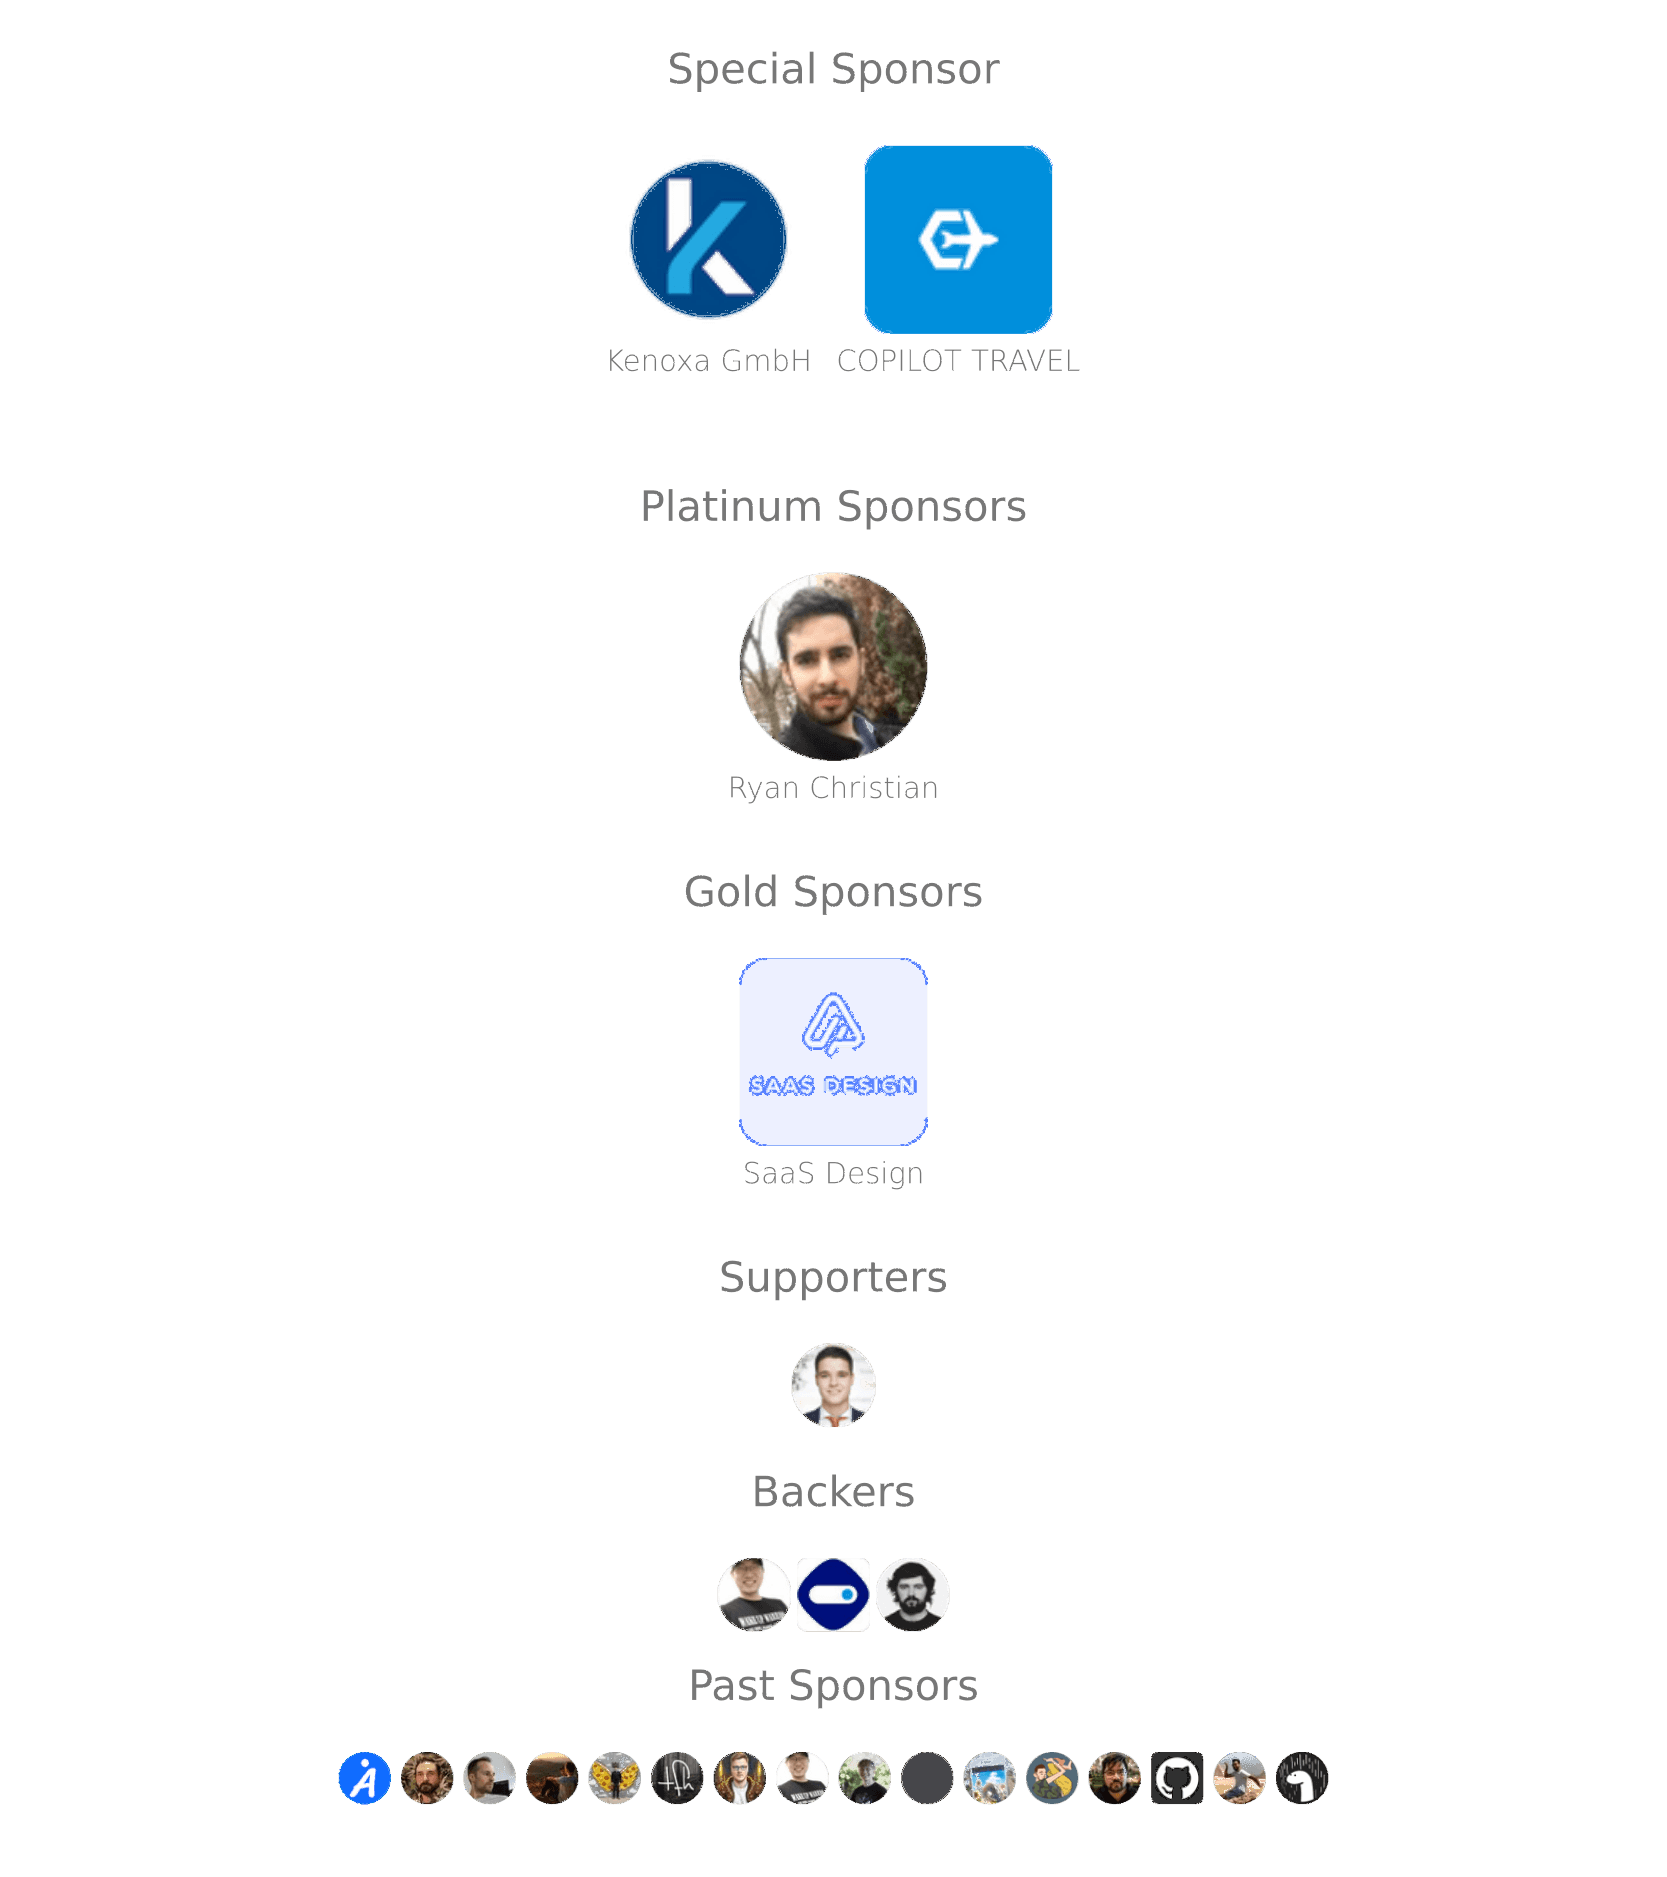 Special Sponsor
Kenoxa GmbH COPILOT TRAVEL
Platinum Sponsors
Ryan Christian
Gold Sponsors
SAAS DESIGN
SaaS Design
Supporters
Backers
Past Sponsors